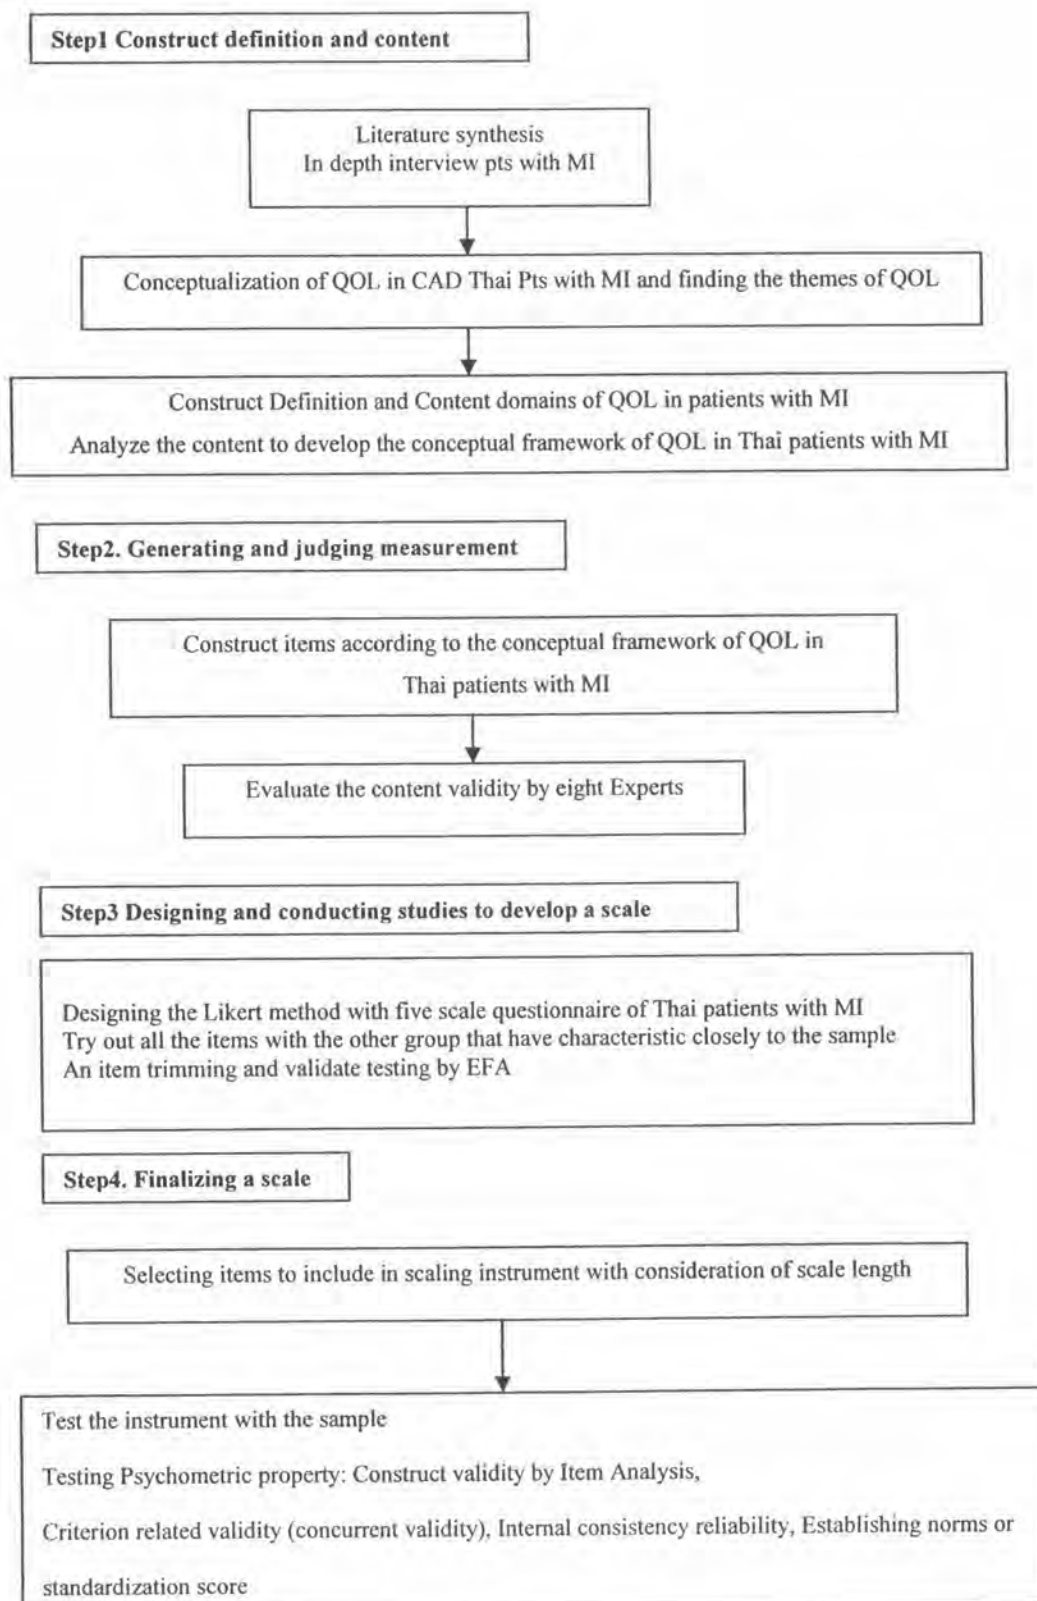 Step1 Construct definition and content
Literature synthesis
In depth interview pts with MI
Conceptualization of QOL in CAD Thai Pts with MI and finding the themes of QOL
Construct Definition and Content domains of QOL in patients with MI
Analyze the content to develop the conceptual framework of QOL in Thai patients with MI
Step2. Generating and judging measurement
Construct items according to the conceptual framework of QOL in
Thai patients with MI
Evaluate the content validity by eight Experts
Step3 Designing and conducting studies to develop a scale
Designing the Likert method with five scale questionnaire of Thai patients with MI
Try out all the items with the other group that have characteristic closely to the sample
An item trimming and validate testing by EFA
Step4. Finalizing a scale
Selecting items to include in scaling instrument with consideration of scale length
Test the instrument with the sample
Testing Psychometric property: Construct validity by Item Analysis,
Criterion related validity (concurrent validity), Internal consistency reliability, Establishing norms or
standardization score